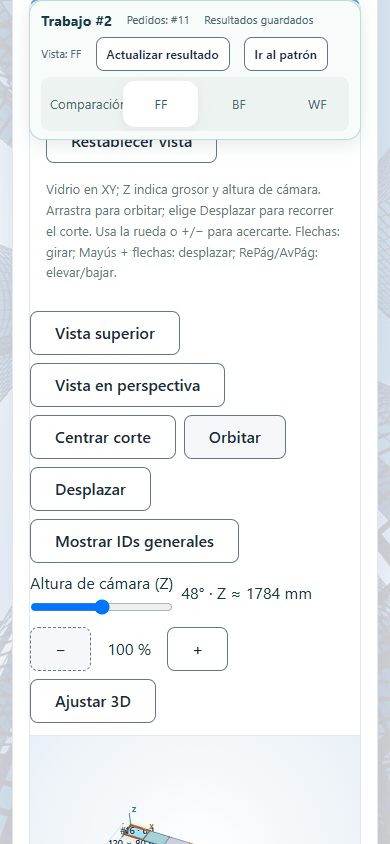 Trabajo #2 Pedidos: #11 Resultados guardados
Vista: FF Actualizar resultado Ir al patrón
Comparación FF BF WF
Restablecer vista
Vidrio en XY; Z indica grosor y altura de cámara.
Arrastra para orbitar; elige Desplazar para recorrer
el corte. Usa la rueda o +/− para acercarte. Flechas:
girar; Mayús + flechas: desplazar; RePág/AvPág:
elevar/bajar.
Vista superior
Vista en perspectiva
Centrar corte Orbitar
Desplazar
Mostrar IDs generales
Altura de cámara (Z) 48° · Z ≈ 1784 mm
− 100 % +
Ajustar 3D
z